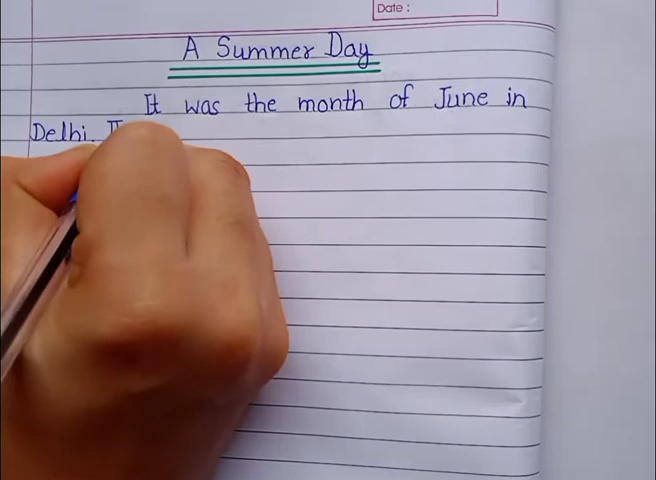 Date :
A Summer Day
It was the month of June in
Delhi.